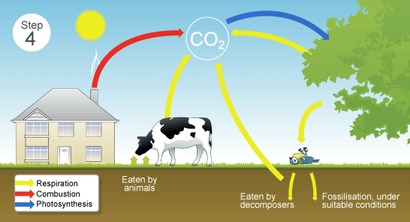 Step
4
CO2
Respiration
Combustion
Photosynthesis
Eaten by
animals
Eaten by
decomposers
Fossilisation, under
suitable conditions